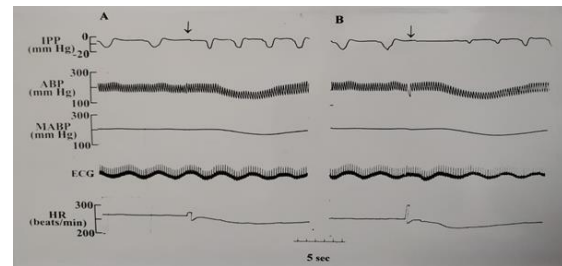 A B
IPP
(mm Hg)
0
-20
ABP
(mm Hg)
300
100
MABP
(mm Hg)
300
100
ECG
HR
(beats/min)
300
200
5 sec